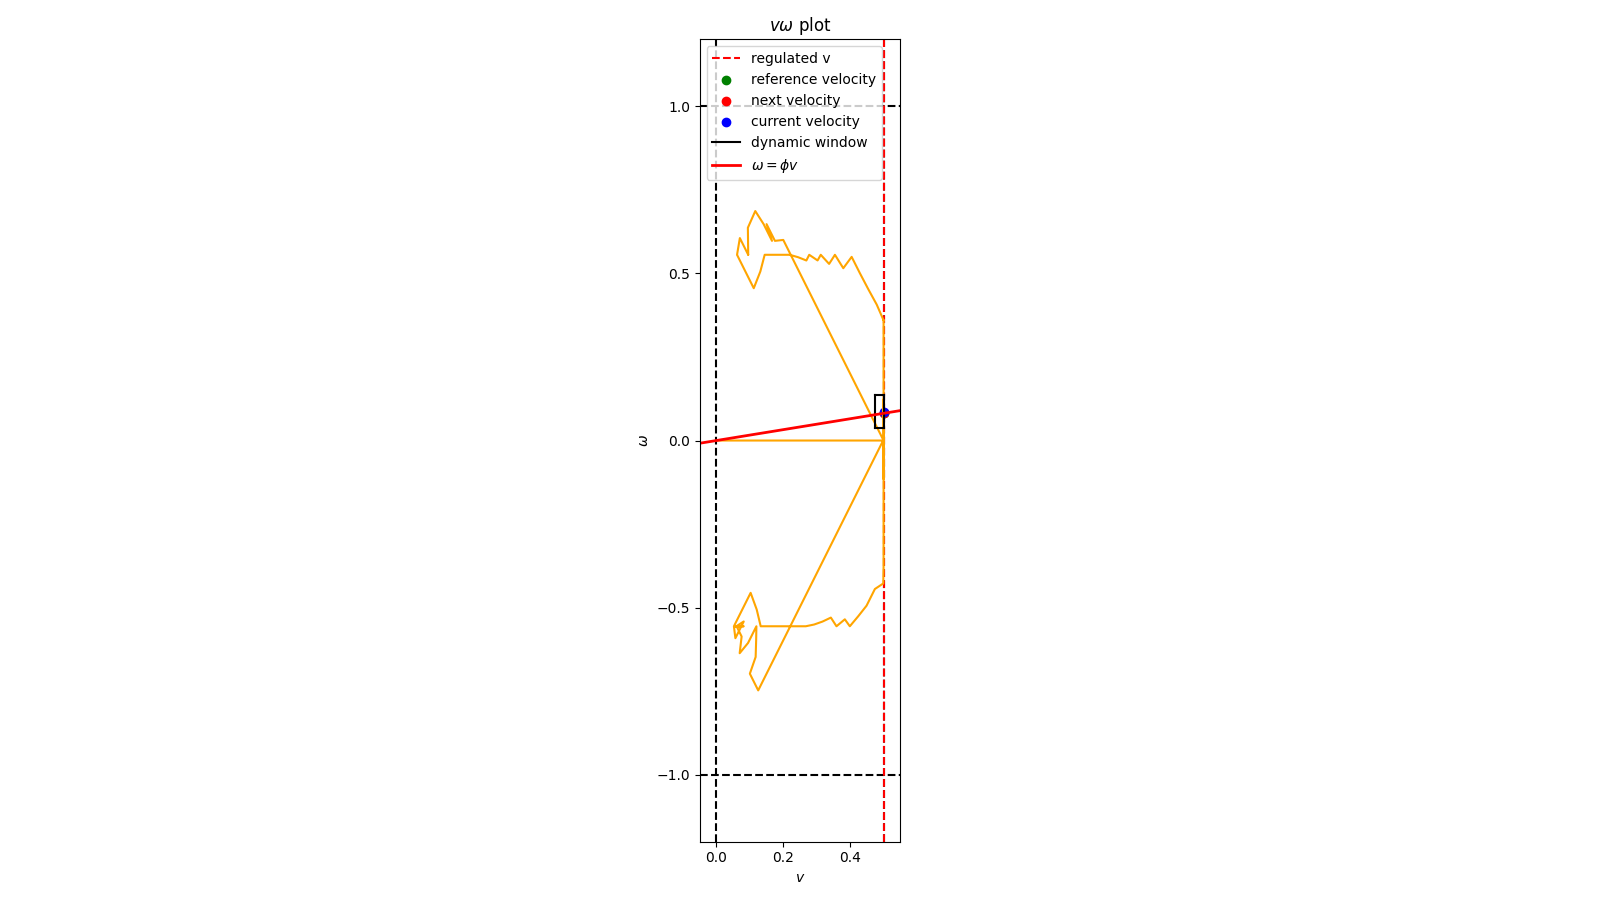 vω plot
regulated v
reference velocity
next velocity
current velocity
dynamic window
ω = ϕv
1.0
0.5
0.0
−0.5
−1.0
ω
0.0 0.2 0.4
v